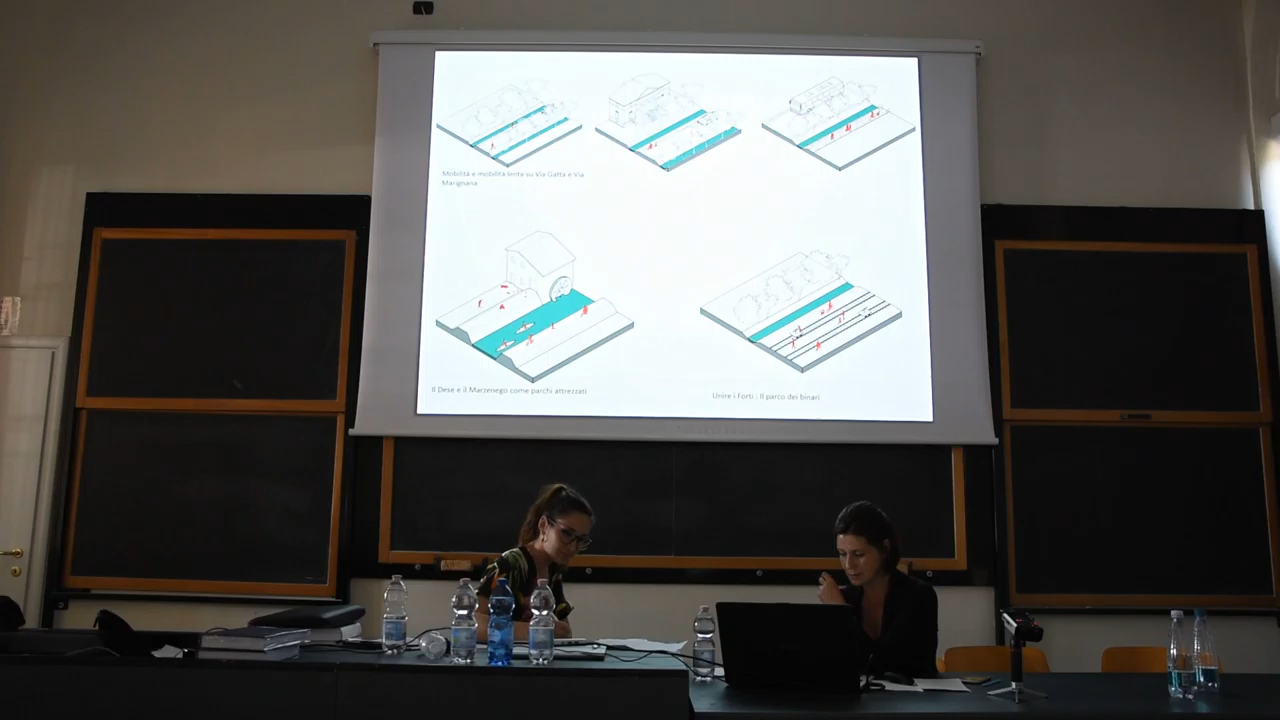 Mobilità e mobilità lenta su Via Gatta e Via
Marignana
Il Dese e il Marzenego come parchi attrezzati
Unire i Forti : Il parco dei binari